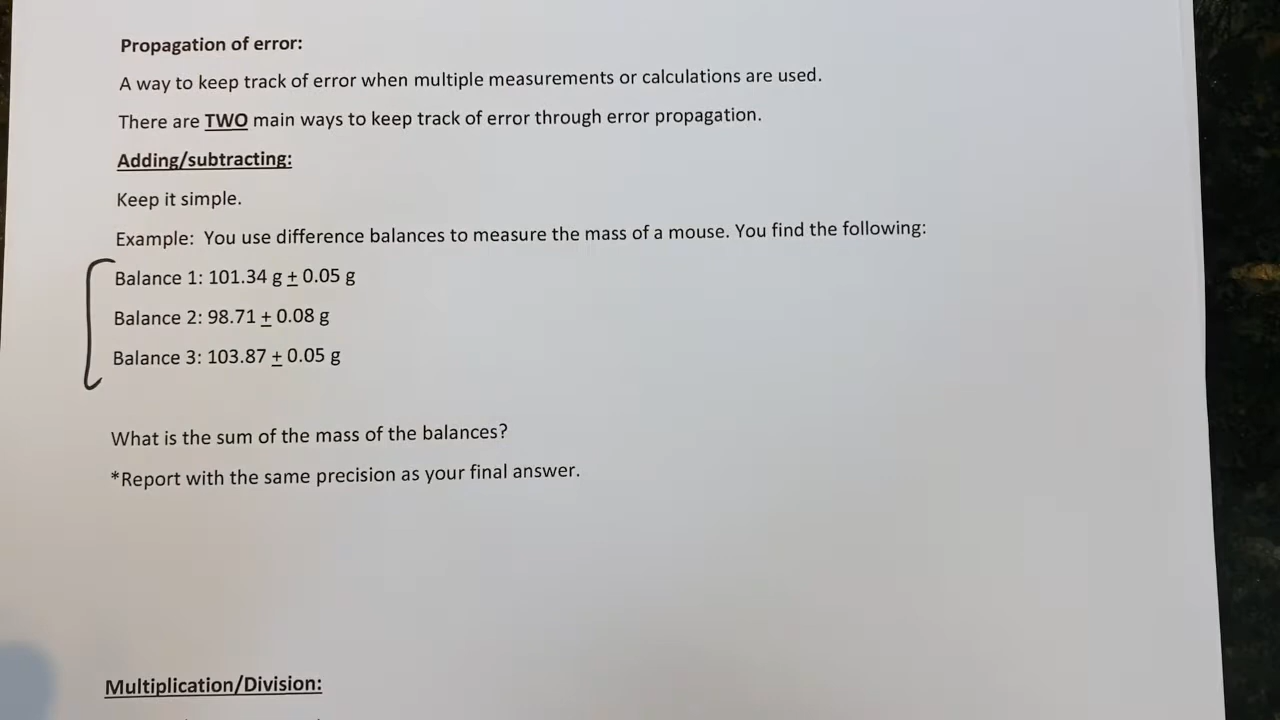 Propagation of error:
A way to keep track of error when multiple measurements or calculations are used.
There are TWO main ways to keep track of error through error propagation.
Adding/subtracting:
Keep it simple.
Example: You use difference balances to measure the mass of a mouse. You find the following:
Balance 1: 101.34 g ± 0.05 g
Balance 2: 98.71 ± 0.08 g
Balance 3: 103.87 ± 0.05 g
What is the sum of the mass of the balances?
*Report with the same precision as your final answer.
Multiplication/Division: